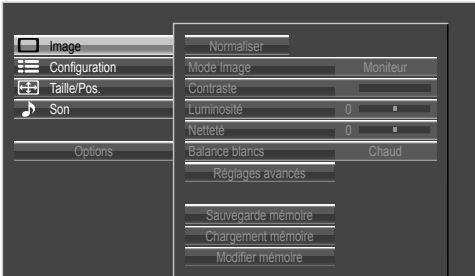 Image
Configuration
Taille/Pos.
Son
Options
Normaliser
Mode Image Moniteur
Contraste
Luminosité 0
Netteté 0
Balance blancs Chaud
Réglages avancés
Sauvegarde mémoire
Chargement mémoire
Modifier mémoire